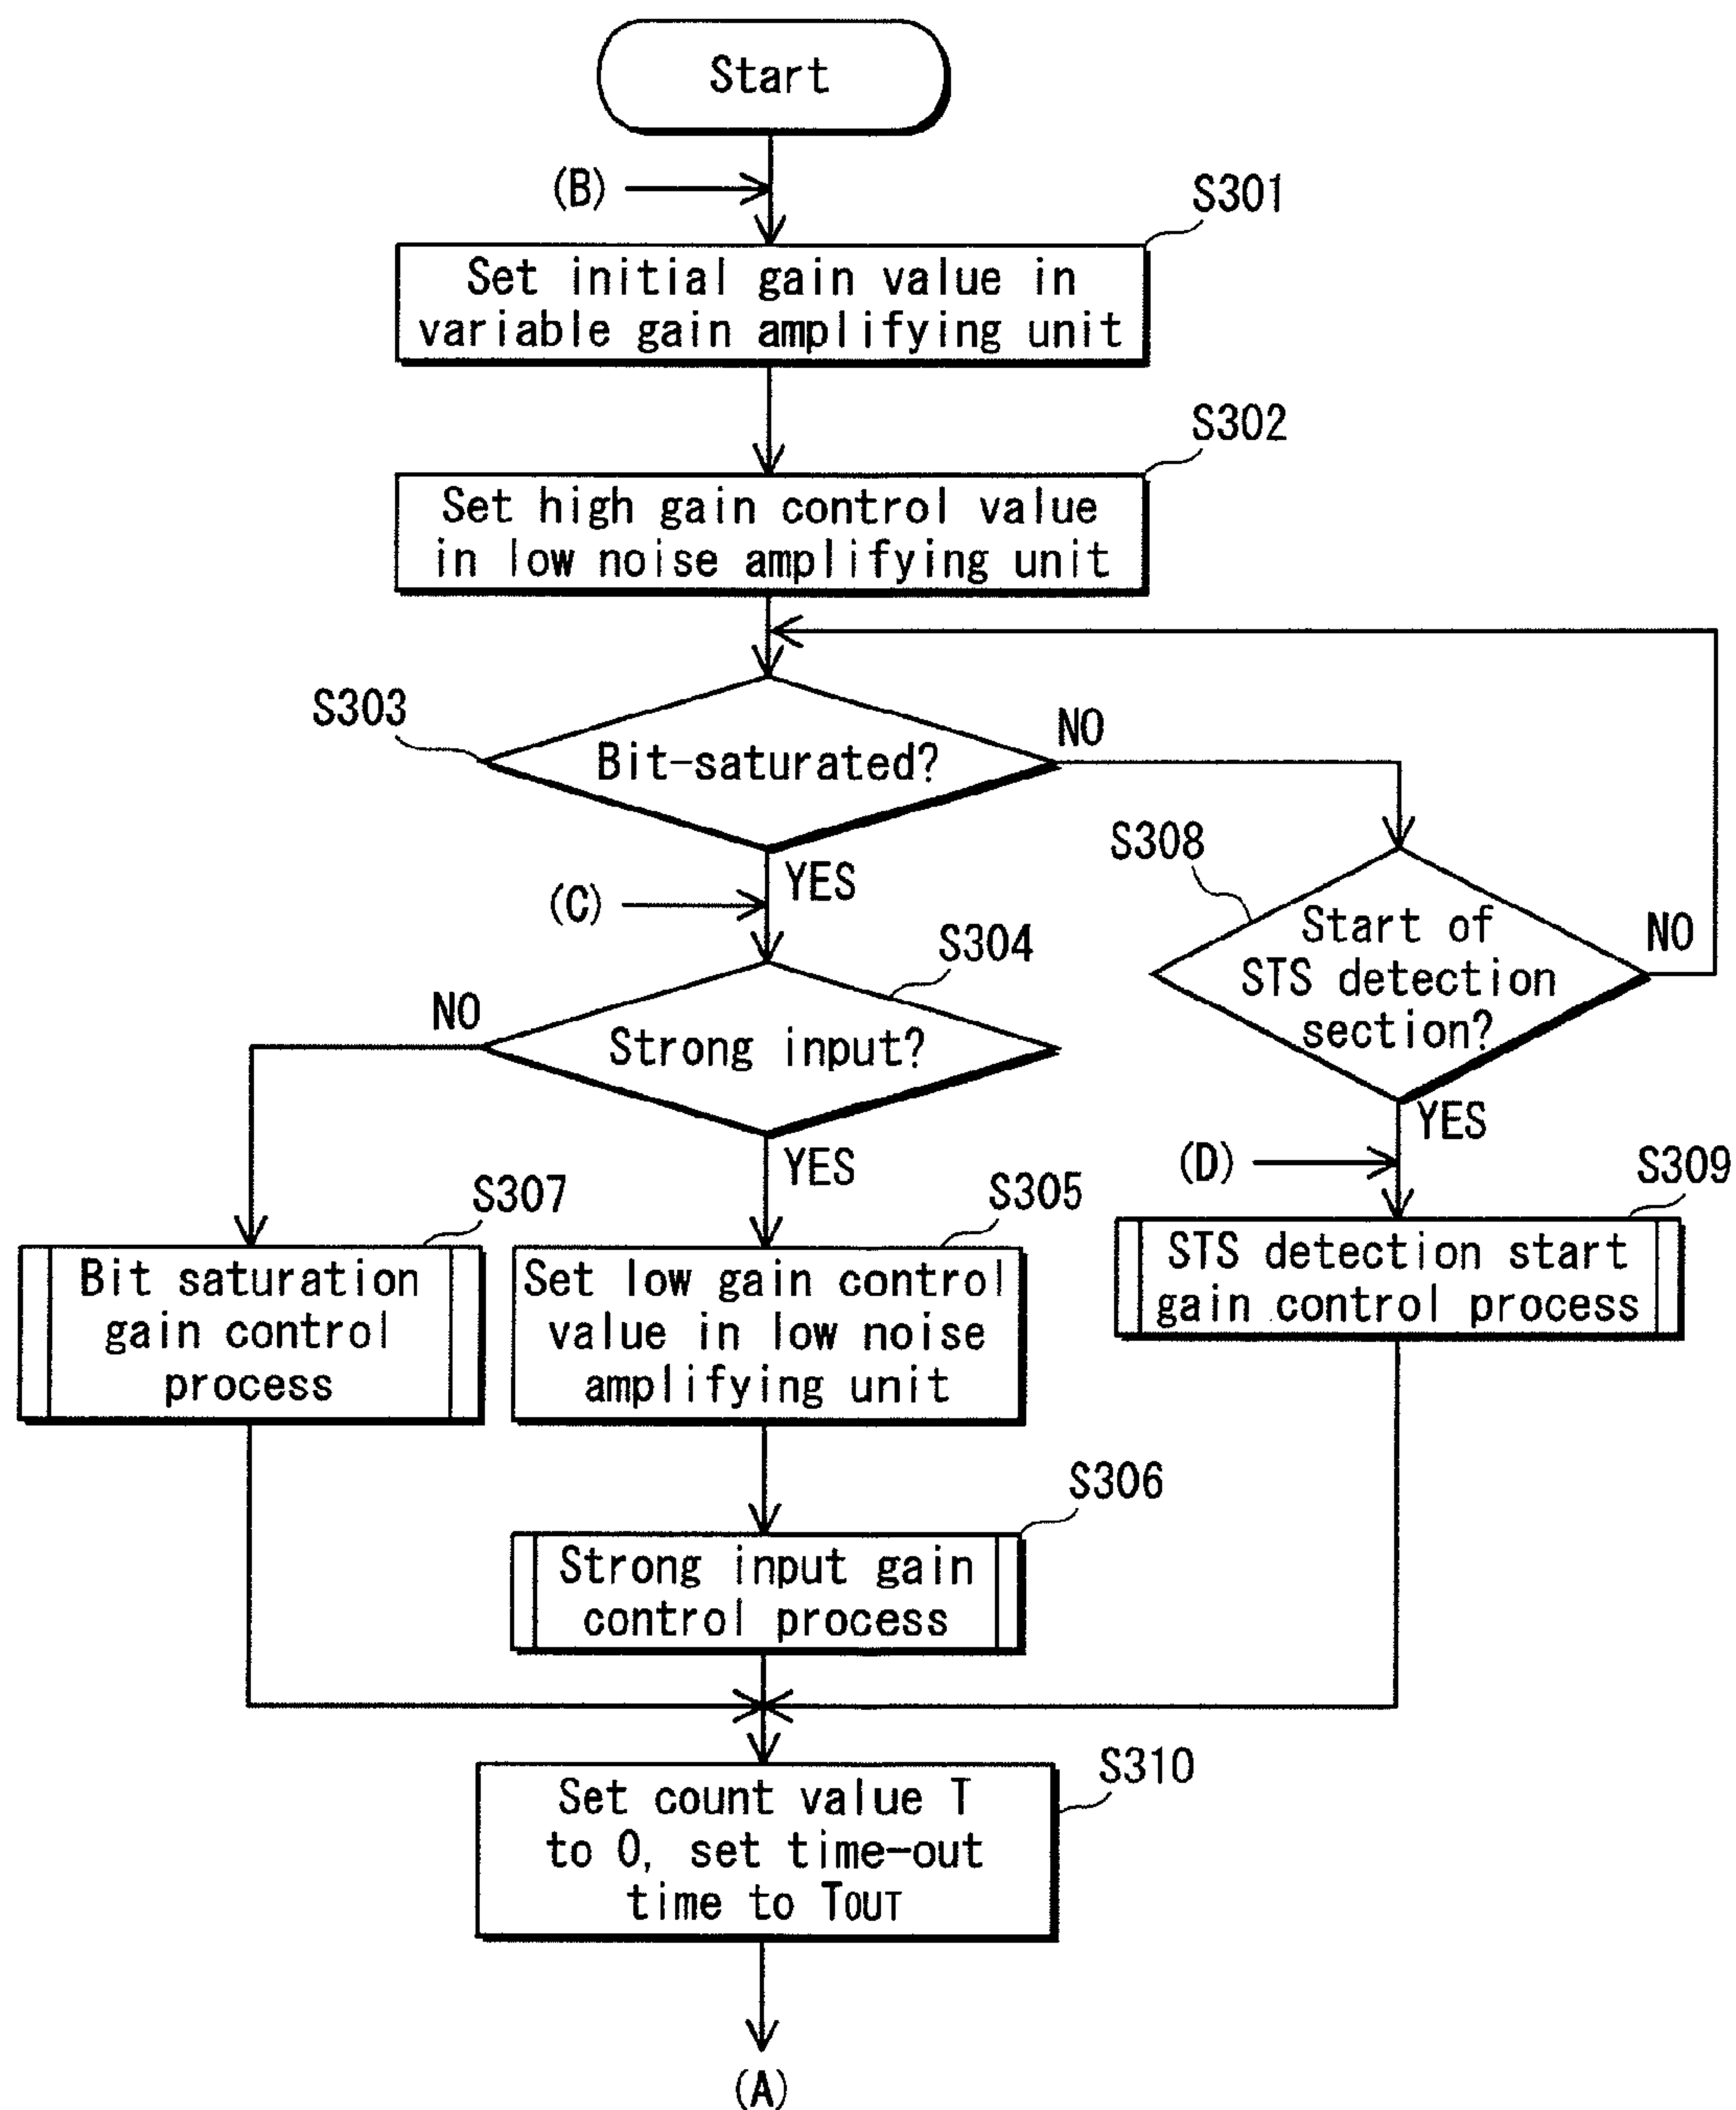 Start
(B)
S301
Set initial gain value in
variable gain amplifying unit
S302
Set high gain control value
in low noise amplifying unit
S303
Bit-saturated?
NO
YES
S308
Start of
STS detection
section?
NO
YES
(C)
S304
Strong input?
NO
YES
(D)
S307
Bit saturation
gain control
process
S305
Set low gain control
value in low noise
amplifying unit
S309
STS detection start
gain control process
S306
Strong input gain
control process
S310
Set count value T
to 0, set time-out
time to TOUT
(A)